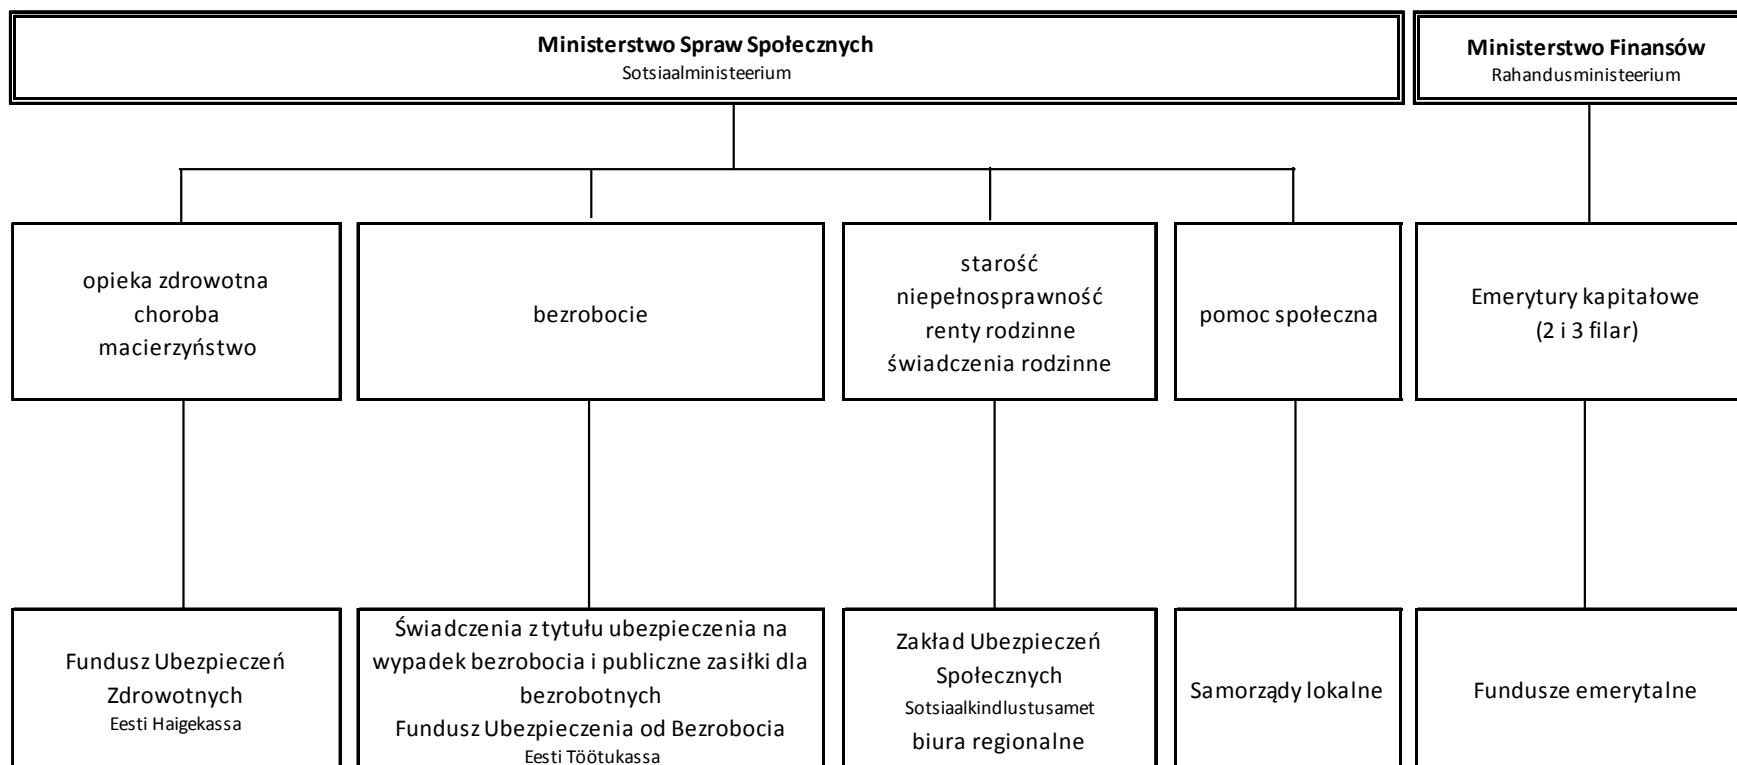 Ministerstwo Spraw Społecznych
Sotsiaalministeerium
Ministerstwo Finansów
Rahandusministeerium
opieka zdrowotna
choroba
macierzyństwo
bezrobocie
starość
niepełnosprawność
renty rodzinne
świadczenia rodzinne
pomoc społeczna
Emerytury kapitałowe
(2 i 3 filar)
Fundusz Ubezpieczeń
Zdrowotnych
Eesti Haigekassa
Świadczenia z tytułu ubezpieczenia na
wypadek bezrobocia i publiczne zasiłki dla
bezrobotnych
Fundusz Ubezpieczenia od Bezrobocia
Eesti Töötukassa
Zakład Ubezpieczeń
Społecznych
Sotsiaalkindlustusamet
biura regionalne
Samorządy lokalne
Fundusze emerytalne